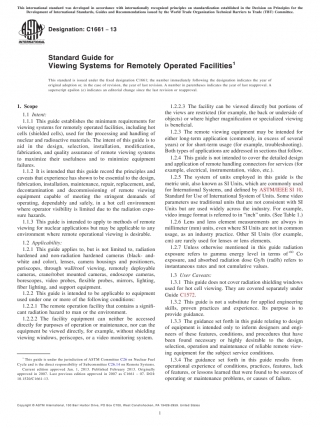 This international standard was developed in accordance with internationally recognized principles on standardization established in the Decision on Principles for the
Development of International Standards, Guides and Recommendations issued by the World Trade Organization Technical Barriers to Trade (TBT) Committee.
Designation: C1661 − 13
INTERNATIONAL
Standard Guide for
Viewing Systems for Remotely Operated Facilities¹
This standard is issued under the fixed designation C1661; the number immediately following the designation indicates the year of
original adoption or, in the case of revision, the year of last revision. A number in parentheses indicates the year of last reapproval. A
superscript epsilon (ε) indicates an editorial change since the last revision or reapproval.
1. Scope
1.1 Intent:
1.1.1 This guide establishes the minimum requirements for
viewing systems for remotely operated facilities, including hot
cells (shielded cells), used for the processing and handling of
nuclear and radioactive materials. The intent of this guide is to
aid in the design, selection, installation, modification,
fabrication, and quality assurance of remote viewing systems
to maximize their usefulness and to minimize equipment
failures.
1.1.2 It is intended that this guide record the principles and
caveats that experience has shown to be essential to the design,
fabrication, installation, maintenance, repair, replacement, and,
decontamination and decommissioning of remote viewing
equipment capable of meeting the stringent demands of
operating, dependably and safely, in a hot cell environment
where operator visibility is limited due to the radiation expo-
sure hazards.
1.1.3 This guide is intended to apply to methods of remote
viewing for nuclear applications but may be applicable to any
environment where remote operational viewing is desirable.
1.2 Applicability:
1.2.1 This guide applies to, but is not limited to, radiation
hardened and non-radiation hardened cameras (black- and-
white and color), lenses, camera housings and positioners,
periscopes, through wall/roof viewing, remotely deployable
cameras, crane/robot mounted cameras, endoscope cameras,
borescopes, video probes, flexible probes, mirrors, lighting,
fiber lighting, and support equipment.
1.2.2 This guide is intended to be applicable to equipment
used under one or more of the following conditions:
1.2.2.1 The remote operation facility that contains a signifi-
cant radiation hazard to man or the environment.
1.2.2.2 The facility equipment can neither be accessed
directly for purposes of operation or maintenance, nor can the
equipment be viewed directly, for example, without shielding
viewing windows, periscopes, or a video monitoring system.
¹ This guide is under the jurisdiction of ASTM Committee C26 on Nuclear Fuel
Cycle and is the direct responsibility of Subcommittee C26.14 on Remote Systems.
Current edition approved Jan. 1, 2013. Published February 2013. Originally
approved in 2007. Last previous edition approved in 2007 as C1661 – 07. DOI:
10.1520/C1661-13.
1.2.2.3 The facility can be viewed directly but portions of
the views are restricted (for example, the back or underside of
objects) or where higher magnification or specialized viewing
is beneficial.
1.2.3 The remote viewing equipment may be intended for
either long-term application (commonly, in excess of several
years) or for short-term usage (for example, troubleshooting).
Both types of applications are addressed in sections that follow.
1.2.4 This guide is not intended to cover the detailed design
and application of remote handling connectors for services (for
example, electrical, instrumentation, video, etc.).
1.2.5 The system of units employed in this guide is the
metric unit, also known as SI Units, which are commonly used
for International Systems, and defined by ASTM/IEEE SI 10,
Standard for Use of International System of Units. Some video
parameters use traditional units that are not consistent with SI
Units but are used widely across the industry. For example,
video image format is referred to in "inch" units. (See Table 1.)
1.2.6 Lens and lens element measurements are always in
millimeter (mm) units, even where SI units are not in common
usage, as an industry practice. Other SI Units (for example,
cm) are rarely used for lenses or lens elements.
1.2.7 Unless otherwise mentioned in this guide radiation
exposure refers to gamma energy level in terms of ⁶⁰Co
exposure, and absorbed radiation dose Gy/h (rad/h) refers to
instantaneous rates and not cumulative values.
1.3 User Caveats:
1.3.1 This guide does not cover radiation shielding windows
used for hot cell viewing. They are covered separately under
Guide C1572.
1.3.2 This guide is not a substitute for applied engineering
skills, proven practices and experience. Its purpose is to
provide guidance.
1.3.3 The guidance set forth in this guide relating to design
of equipment is intended only to inform designers and engi-
neers of these features, conditions, and procedures that have
been found necessary or highly desirable to the design,
selection, operation and maintenance of reliable remote view-
ing equipment for the subject service conditions.
1.3.4 The guidance set forth in this guide results from
operational experience of conditions, practices, features, lack
of features, or lessons learned that were found to be sources of
operating or maintenance problems, or causes of failure.
Copyright © ASTM International, 100 Barr Harbor Drive, PO Box C700, West Conshohocken, PA 19428-2959. United States
1